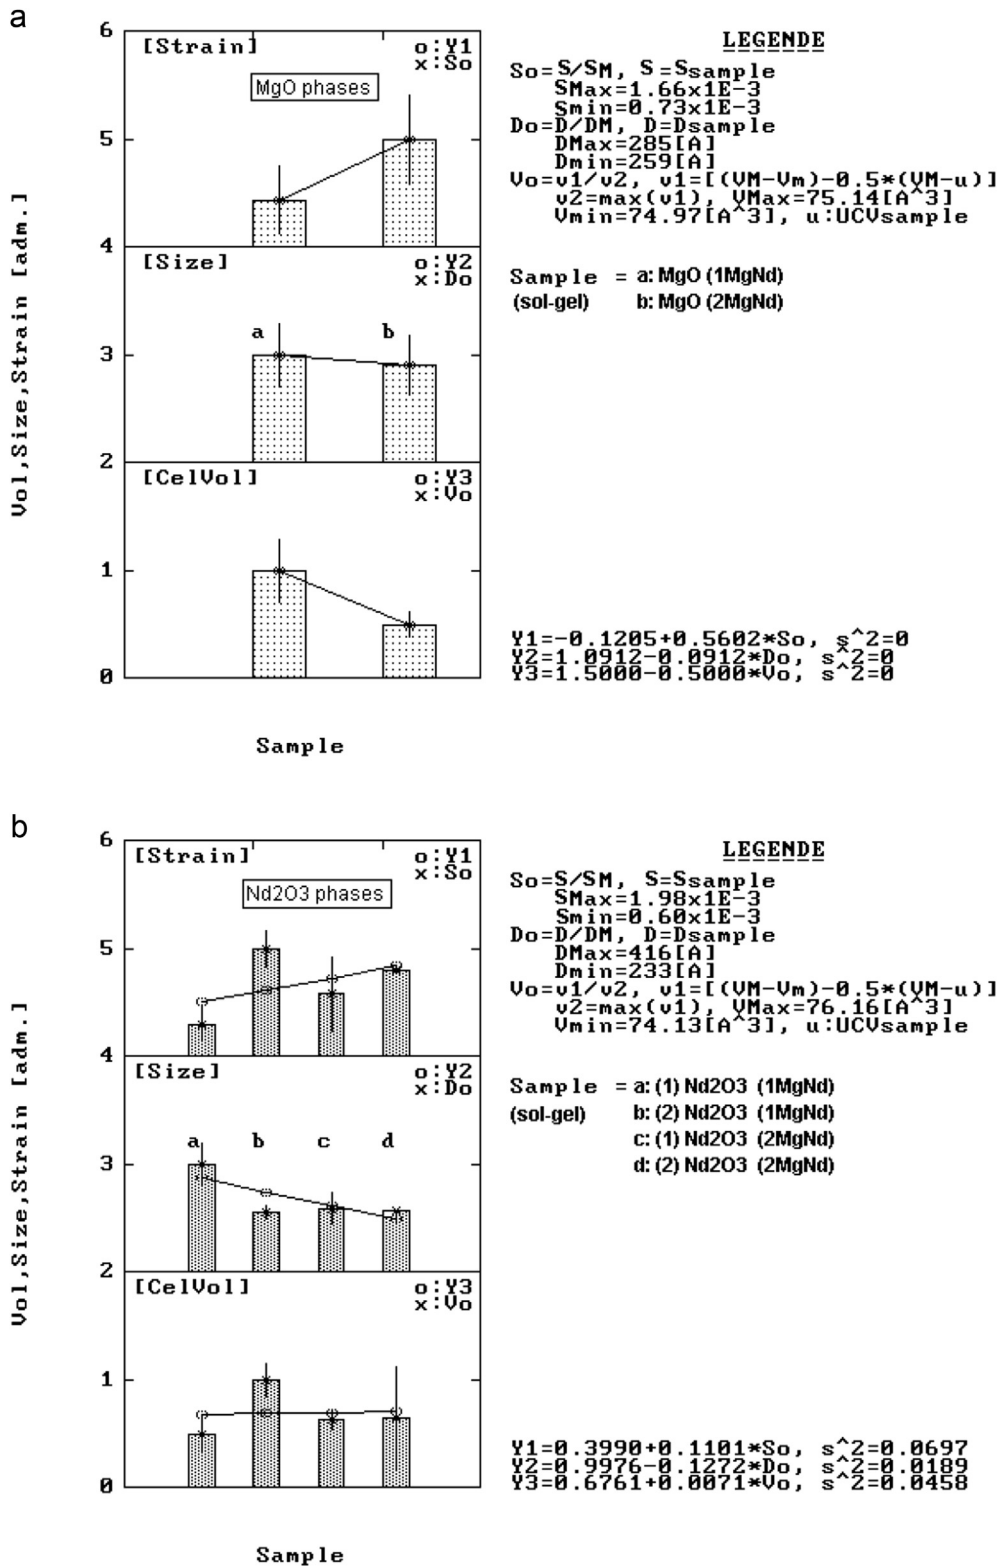 a
6
[Strain]
o:Y1
x:So
MgO phases
5
4
[Size]
o:Y2
x:Do
a
b
3
2
[CelVol]
o:Y3
x:Vo
1
0
Vol,Size,Strain [adm.]
Sample
LEGENDE
So=S/SM, S =Ssample
SMax=1.66x1E-3
Smin=0.73x1E-3
Do=D/DM, D=Dsample
DMax=285[A]
Dmin=259[A]
Vo=v1/v2, v1=[(VM-Vm)-0.5*(VM-u)]
v2=max(v1), VMax=75.14[A^3]
Vmin=74.97[A^3], u:UCVsample
Sample = a: MgO (1MgNd)
(sol-gel) b: MgO (2MgNd)
Y1=-0.1205+0.5602*So, s^2=0
Y2=1.0912-0.0912*Do, s^2=0
Y3=1.5000-0.5000*Vo, s^2=0
b
6
[Strain]
o:Y1
x:So
Nd2O3 phases
5
4
[Size]
o:Y2
x:Do
a
b
c
d
3
2
[CelVol]
o:Y3
x:Vo
1
0
Vol,Size,Strain [adm.]
Sample
LEGENDE
So=S/SM, S=Ssample
SMax=1.98x1E-3
Smin=0.60x1E-3
Do=D/DM, D=Dsample
DMax=416[A]
Dmin=233[A]
Vo=v1/v2, v1=[(VM-Vm)-0.5*(VM-u)]
v2=max(v1), VMax=76.16[A^3]
Vmin=74.13[A^3], u:UCVsample
Sample = a: (1) Nd2O3 (1MgNd)
(sol-gel) b: (2) Nd2O3 (1MgNd)
c: (1) Nd2O3 (2MgNd)
d: (2) Nd2O3 (2MgNd)
Y1=0.3990+0.1101*So, s^2=0.0697
Y2=0.9976-0.1272*Do, s^2=0.0189
Y3=0.6761+0.0071*Vo, s^2=0.0458